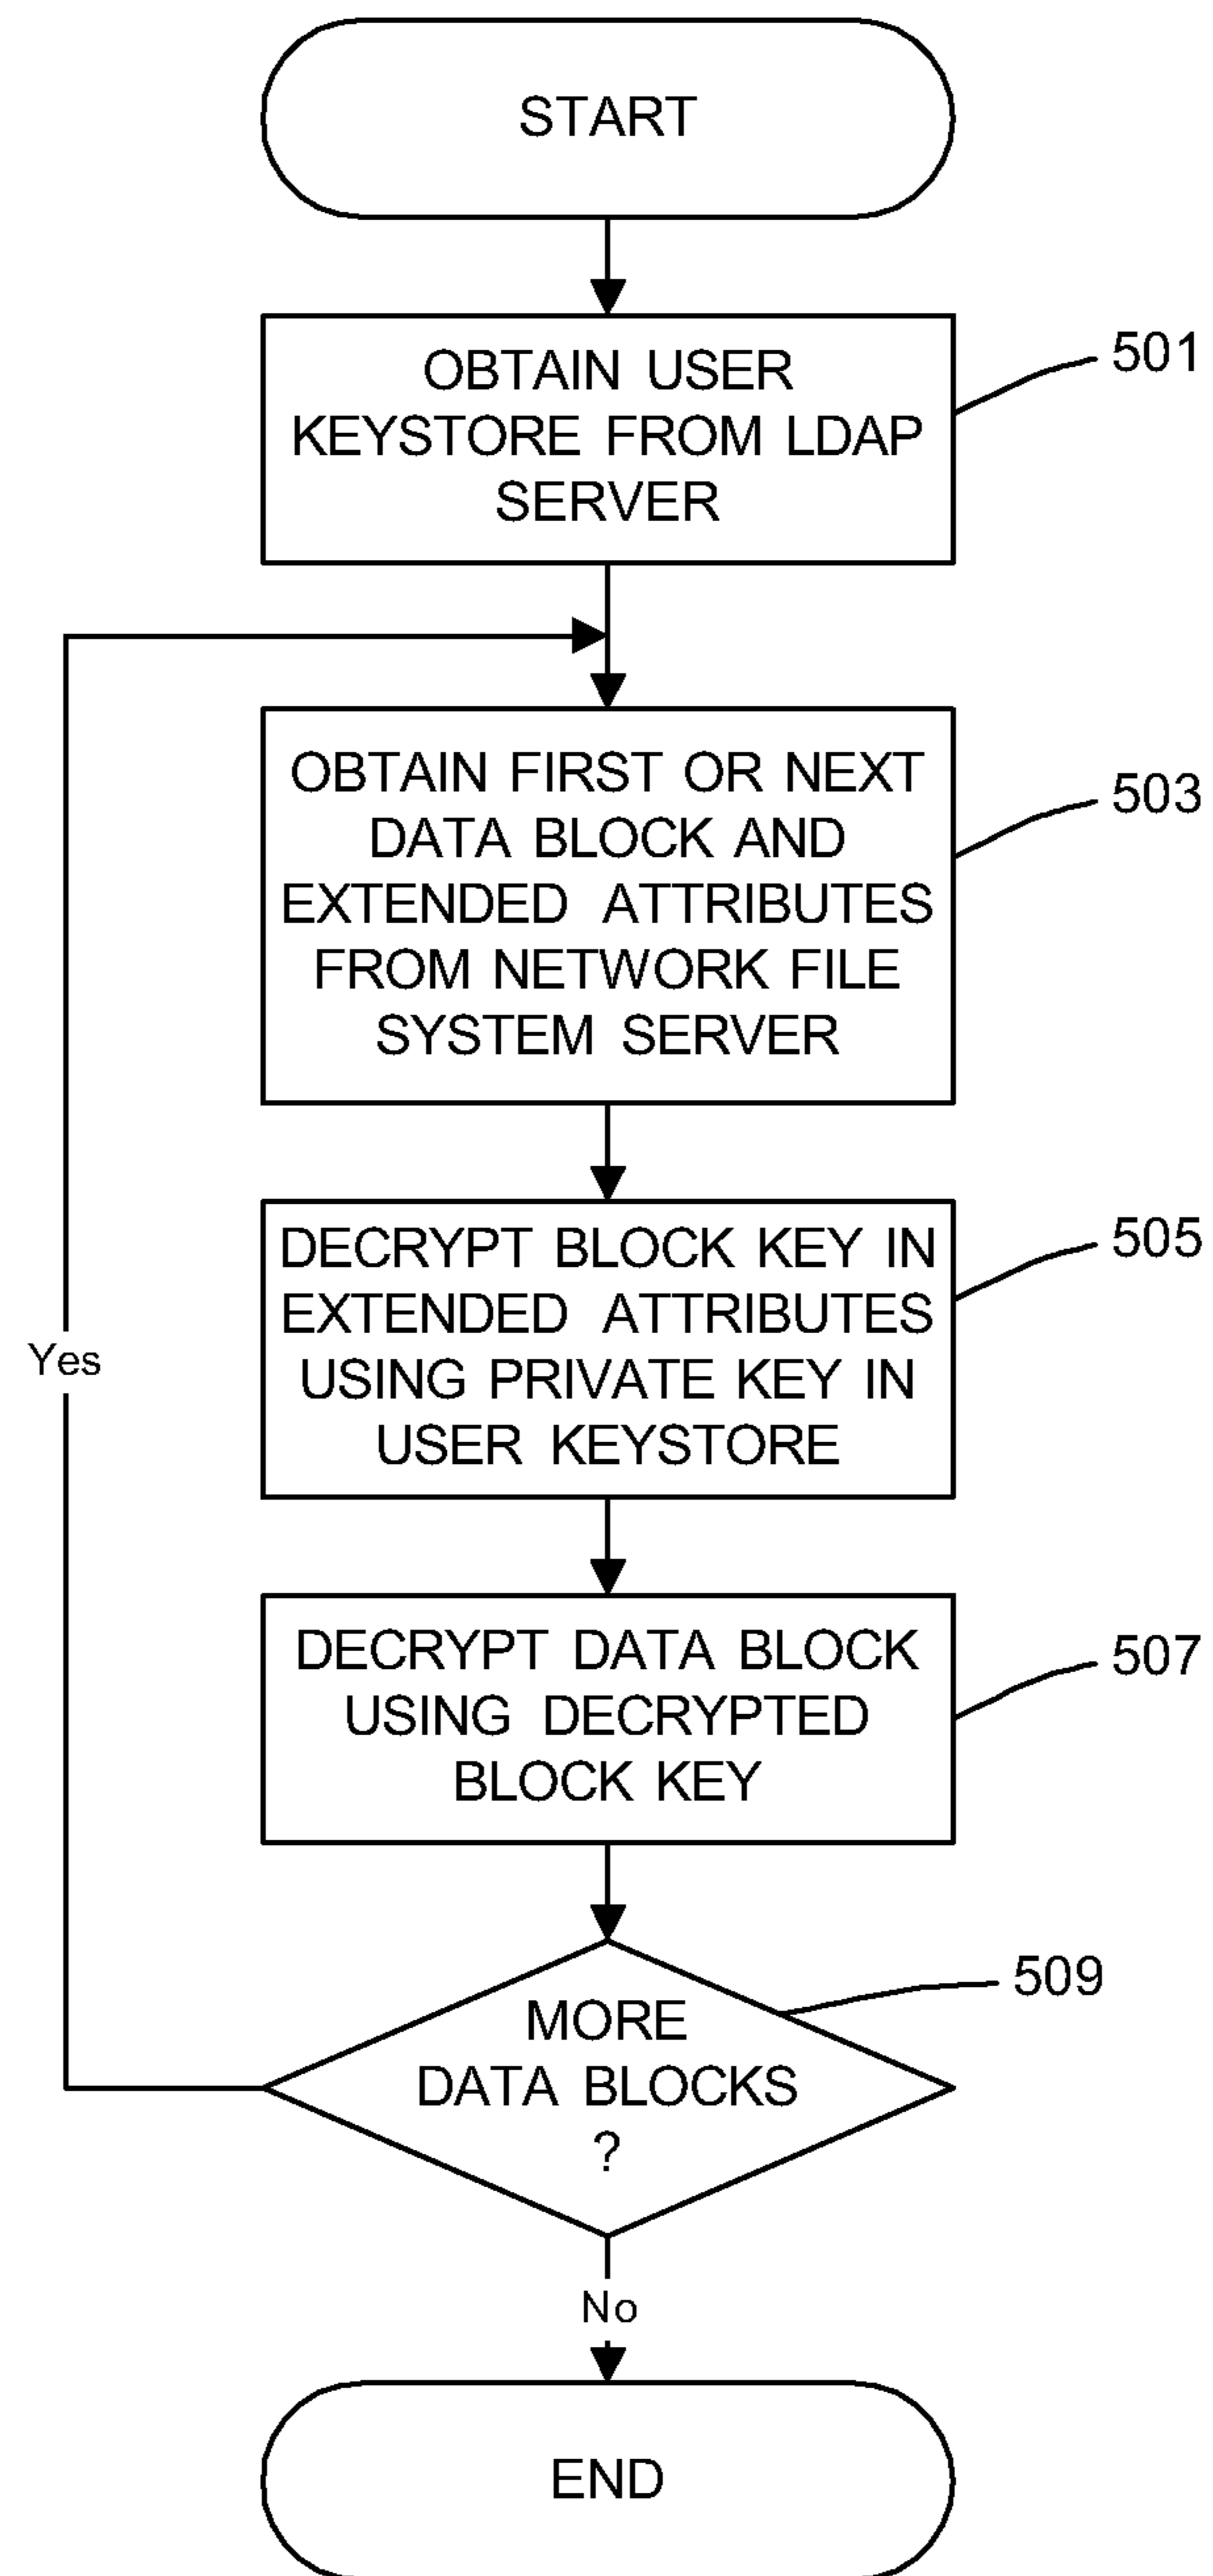 START
OBTAIN USER
KEYSTORE FROM LDAP
SERVER
501
OBTAIN FIRST OR NEXT
DATA BLOCK AND
EXTENDED ATTRIBUTES
FROM NETWORK FILE
SYSTEM SERVER
503
DECRYPT BLOCK KEY IN
EXTENDED ATTRIBUTES
USING PRIVATE KEY IN
USER KEYSTORE
505
Yes
DECRYPT DATA BLOCK
USING DECRYPTED
BLOCK KEY
507
MORE
DATA BLOCKS
?
509
No
END